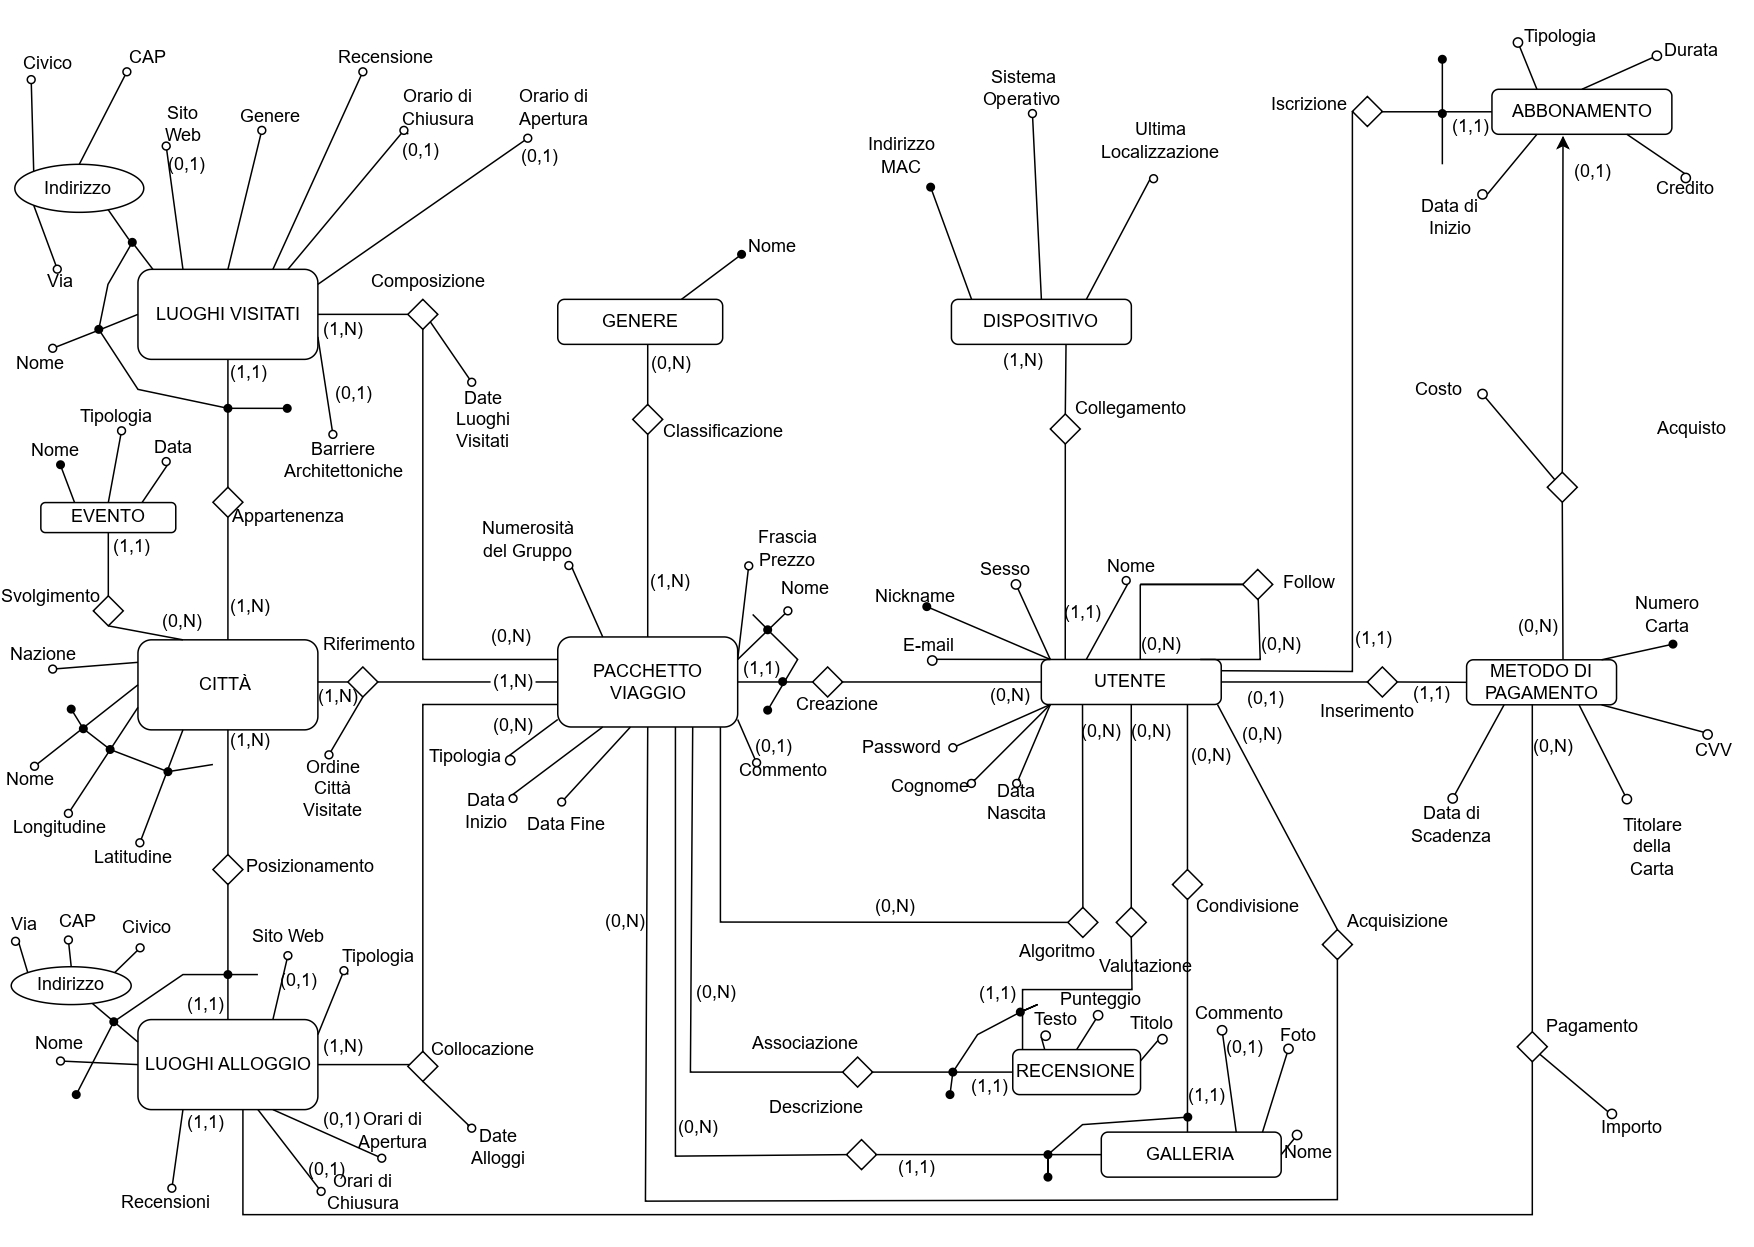 Civico
CAP
Recensione
Sito
Web
(0,1)
Genere
Orario di
Chiusura
(0,1)
Orario di
Apertura
(0,1)
Indirizzo
Via
LUOGHI VISITATI
Nome
(1,1)
(1,N)
Composizione
(0,1)
Barriere
Architettoniche
Date
Luoghi
Visitati
Nome
GENERE
(0,N)
Classificazione
(1,N)
Sistema
Operativo
Indirizzo
MAC
Ultima
Localizzazione
DISPOSITIVO
(1,N)
Collegamento
(1,1)
Iscrizione
(1,1)
Tipologia
Durata
ABBONAMENTO
(0,1)
Credito
Data di
Inizio
Costo
Acquisto
(0,N)
Tipologia
Nome
Data
EVENTO
(1,1)
Appartenenza
Svolgimento
(0,N)
(1,N)
Nazione
CITTÀ
Riferimento
(1,N)
(1,N)
(1,N)
Nome
Longitudine
Latitudine
Ordine
Città
Visitate
Posizionamento
Numerosità
del Gruppo
Frascia
Prezzo
Nome
(0,N)
PACCHETTO
VIAGGIO
(1,1)
Creazione
(0,N)
Tipologia
Data
Inizio
Data Fine
(0,1)
Commento
Sesso
Nome
Nickname
E-mail
Follow
(0,N)
(0,N)
(1,1)
UTENTE
(0,N)
(0,1)
Inserimento
(1,1)
Password
Cognome
Data
Nascita
(0,N)
(0,N)
(0,N)
(0,N)
Numero
Carta
METODO DI
PAGAMENTO
CVV
(0,N)
Data di
Scadenza
Titolare
della
Carta
Via
CAP
Civico
Indirizzo
Sito Web
(0,1)
Tipologia
(1,1)
Nome
LUOGHI ALLOGGIO
(1,N)
Collocazione
(1,1)
(0,1)
Orari di
Apertura
(0,1)
Orari di
Chiusura
Recensioni
Date
Alloggi
(0,N)
(0,N)
Algoritmo
Valutazione
Condivisione
Acquisizione
(0,N)
(1,1)
Punteggio
Testo
Titolo
Associazione
(1,1)
RECENSIONE
Descrizione
(0,N)
(1,1)
Commento
(0,1)
Foto
(1,1)
GALLERIA
Nome
Pagamento
Importo